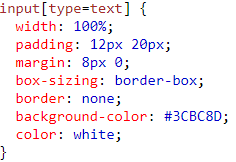 input[type=text] {
  width: 100%;
  padding: 12px 20px;
  margin: 8px 0;
  box-sizing: border-box;
  border: none;
  background-color: #3CBC8D;
  color: white;
}